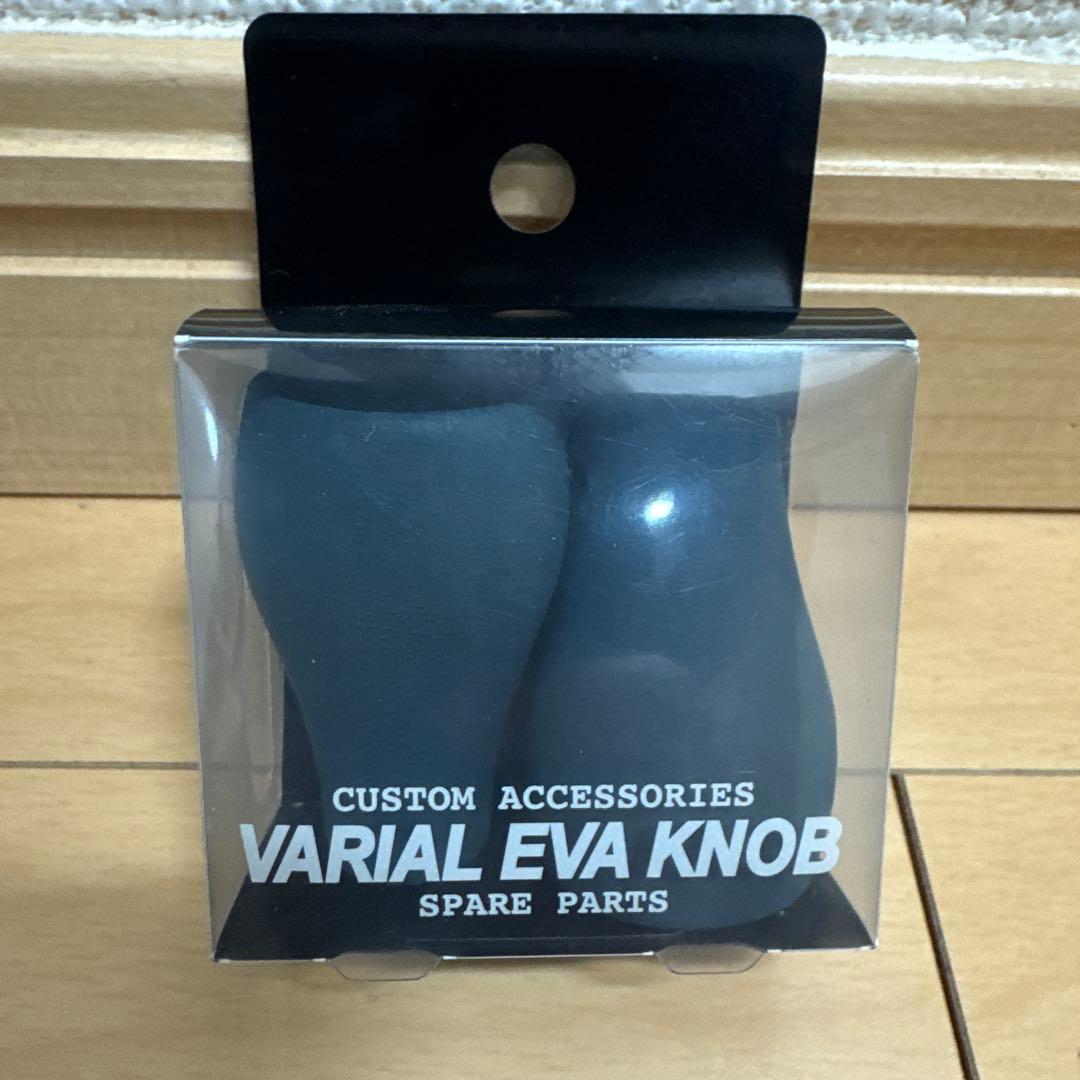 CUSTOM ACCESSORIES
VARIAL EVA KNOB
SPARE PARTS